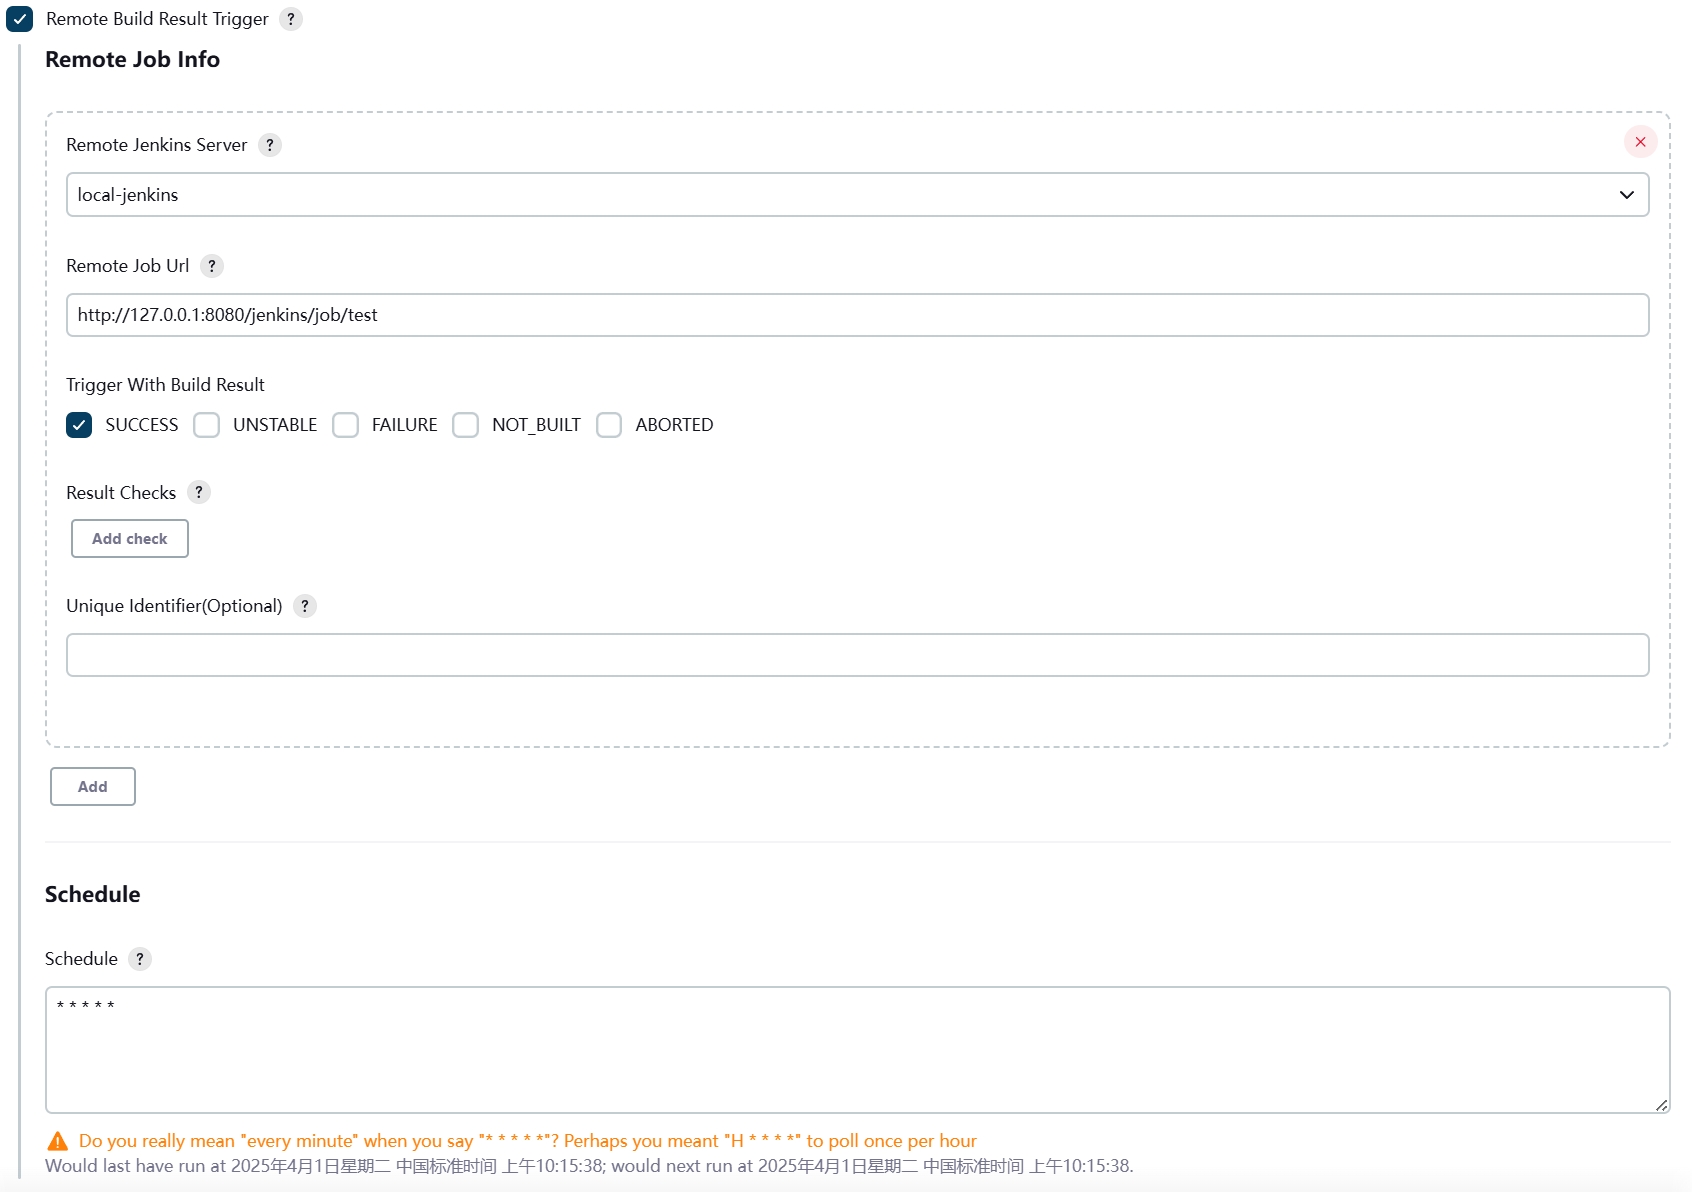 Remote Build Result Trigger ?
Remote Job Info
Remote Jenkins Server ?
local-jenkins
Remote Job Url ?
http://127.0.0.1:8080/jenkins/job/test
Trigger With Build Result
SUCCESS UNSTABLE FAILURE NOT_BUILT ABORTED
Result Checks ?
Add check
Unique Identifier(Optional) ?
Add
Schedule
Schedule ?
* * * * *
Do you really mean "every minute" when you say "* * * * *"? Perhaps you meant "H * * * *" to poll once per hour
Would last have run at 2025年4月1日星期二 中国标准时间 上午10:15:38; would next run at 2025年4月1日星期二 中国标准时间 上午10:15:38.